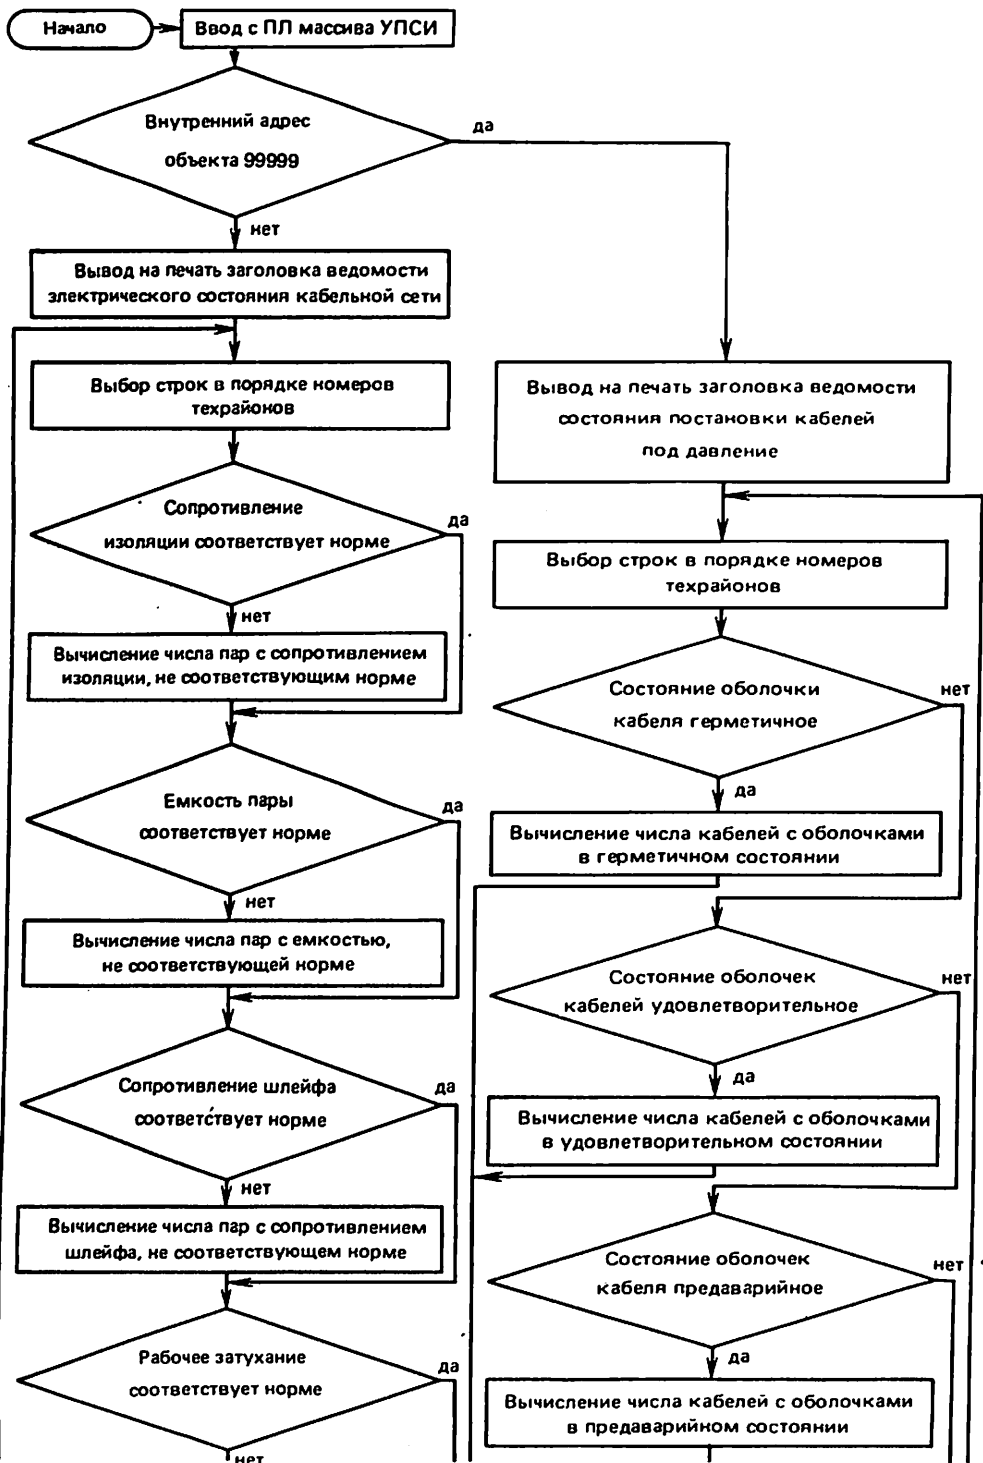 Начало
Ввод с ПЛ массива УПСИ
Внутренний адрес
объекта 99999
да
нет
Вывод на печать заголовка ведомости
электрического состояния кабельной сети
Выбор строк в порядке номеров
техрайонов
Сопротивление
изоляции соответствует норме
да
нет
Вычисление числа пар с сопротивлением
изоляции, не соответствующим норме
Емкость пары
соответствует норме
да
нет
Вычисление числа пар с емкостью,
не соответствующей норме
Сопротивление шлейфа
соответствует норме
да
нет
Вычисление числа пар с сопротивлением
шлейфа, не соответствующем норме
Рабочее затухание
соответствует норме
да
нет
Вывод на печать заголовка ведомости
состояния постановки кабелей
под давление
Выбор строк в порядке номеров
техрайонов
Состояние оболочки
кабеля герметичное
нет
да
Вычисление числа кабелей с оболочками
в герметичном состоянии
Состояние оболочек
кабелей удовлетворительное
нет
да
Вычисление числа кабелей с оболочками
в удовлетворительном состоянии
Состояние оболочек
кабеля предаварийное
нет
да
Вычисление числа кабелей с оболочками
в предаварийном состоянии